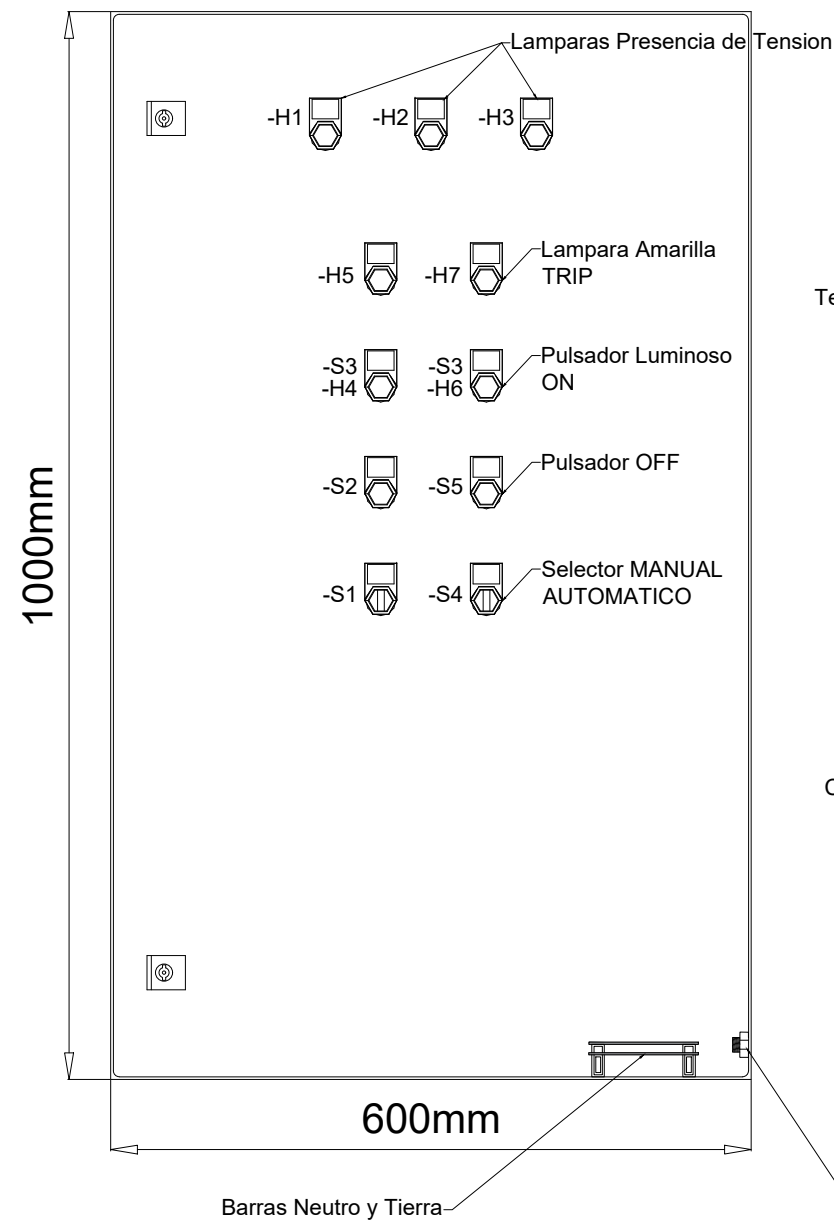 Lamparas Presencia de Tension
-H1
-H2
-H3
-H5
-H7
Lampara Amarilla
TRIP
Te
-S3
-H4
-S3
-H6
Pulsador Luminoso
ON
-S2
-S5
Pulsador OFF
-S1
-S4
Selector MANUAL
AUTOMATICO
1000mm
600mm
Barras Neutro y Tierra